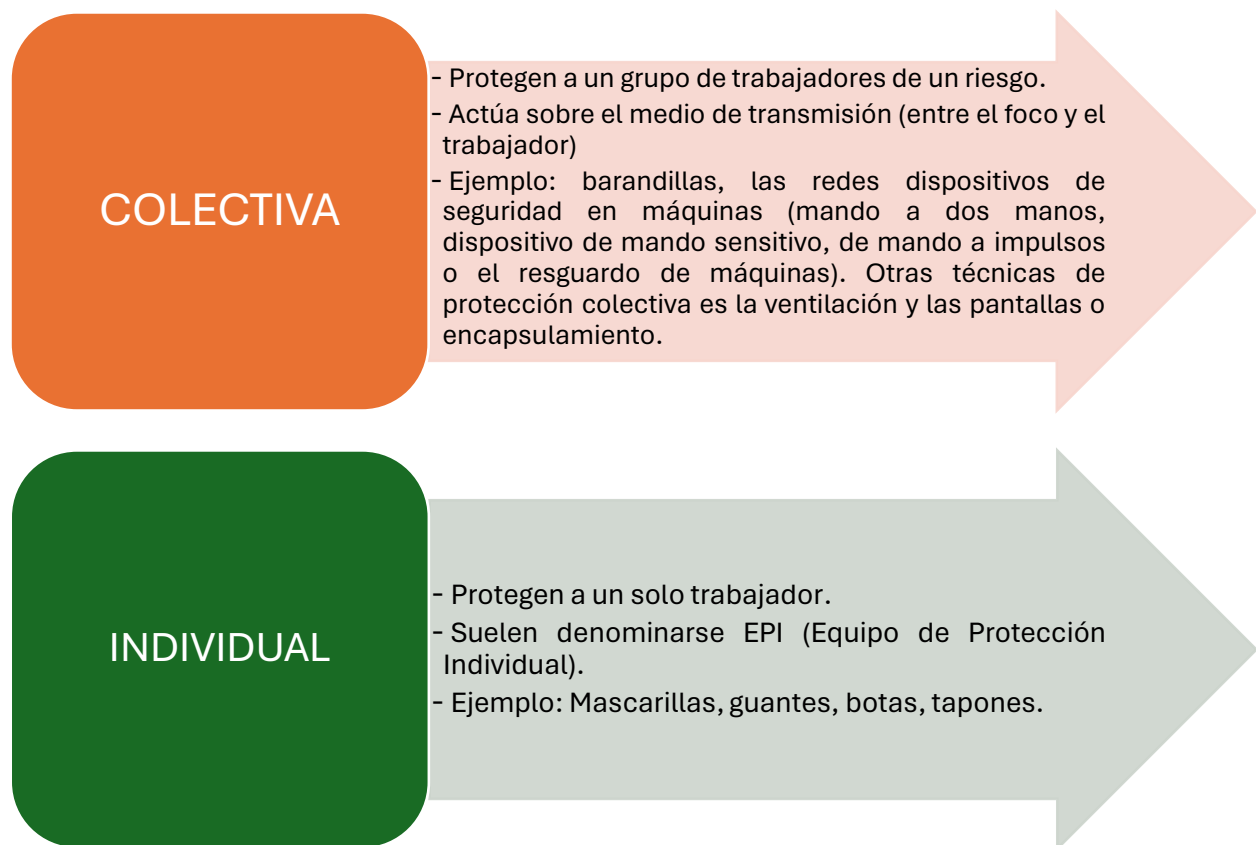 COLECTIVA
- Protegen a un grupo de trabajadores de un riesgo.
- Actúa sobre el medio de transmisión (entre el foco y el
trabajador)
- Ejemplo: barandillas, las redes dispositivos de
seguridad en máquinas (mando a dos manos,
dispositivo de mando sensitivo, de mando a impulsos
o el resguardo de máquinas). Otras técnicas de
protección colectiva es la ventilación y las pantallas o
encapsulamiento.
INDIVIDUAL
- Protegen a un solo trabajador.
- Suelen denominarse EPI (Equipo de Protección
Individual).
- Ejemplo: Mascarillas, guantes, botas, tapones.